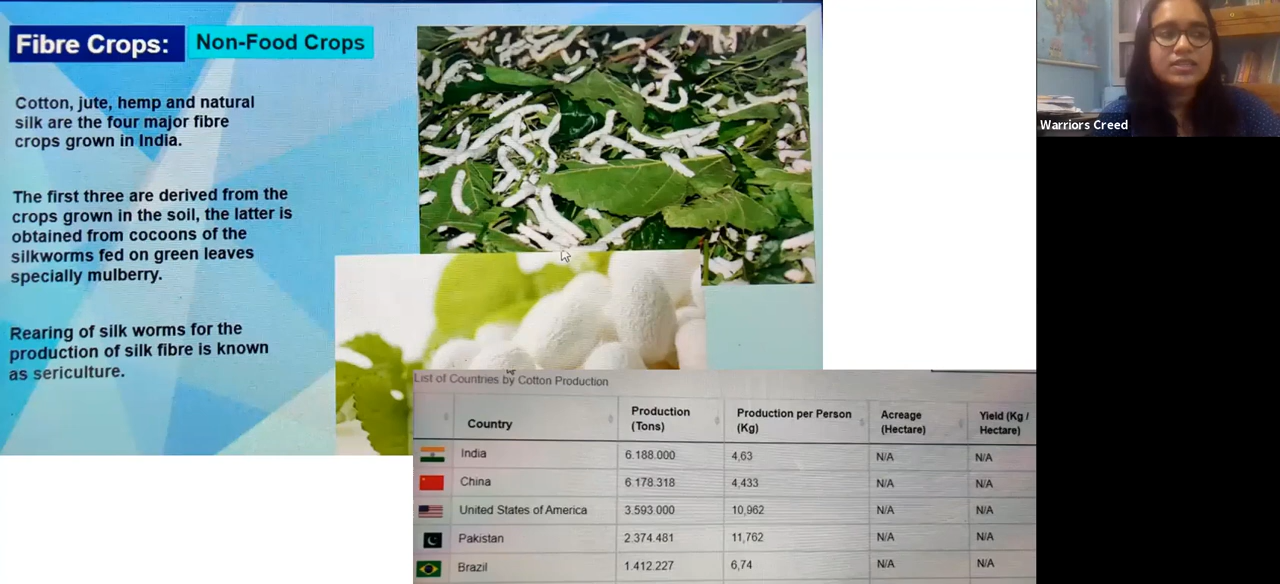 Fibre Crops: Non-Food Crops
Cotton, jute, hemp and natural
silk are the four major fibre
crops grown in India.
The first three are derived from the
crops grown in the soil, the latter is
obtained from cocoons of the
silkworms fed on green leaves
specially mulberry.
Rearing of silk worms for the
production of silk fibre is known
as sericulture.
Warriors Creed
List of Countries by Cotton Production
Country Production (Tons) Production per Person (Kg) Acreage (Hectare) Yield (Kg / Hectare)
India 6.188.000 4,63 N/A N/A
China 6.178.318 4,433 N/A N/A
United States of America 3.593.000 10,962 N/A N/A
Pakistan 2.374.481 11,762 N/A N/A
Brazil 1.412.227 6,74 N/A N/A